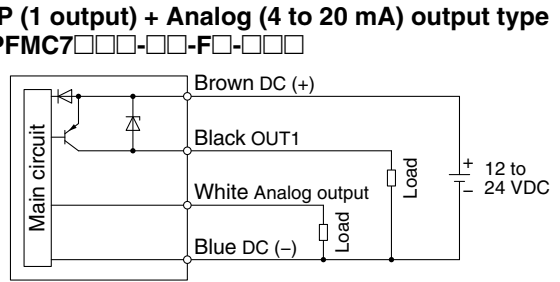 P (1 output) + Analog (4 to 20 mA) output type
PFMC7□□□-□□-F□-□□□
Brown DC (+)
Main circuit
Black OUT1
Load
+
12 to
24 VDC
−
White Analog output
Load
Blue DC (−)